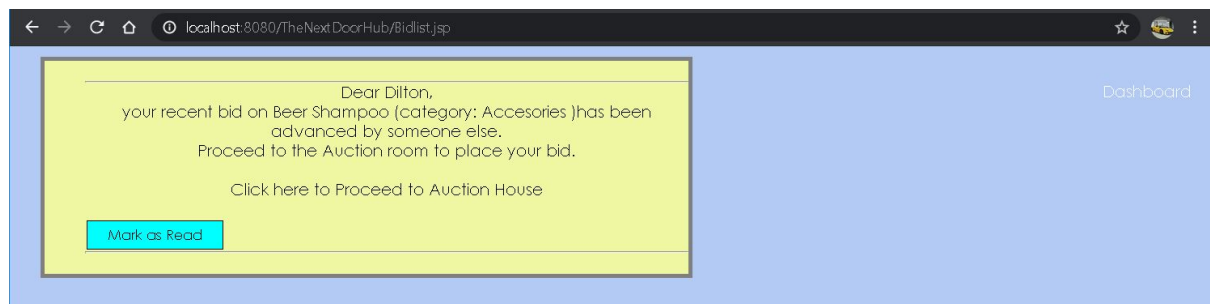 localhost:8080/TheNextDoorHub/Bidlist.jsp
Dashboard
Dear Dilton,
your recent bid on Beer Shampoo (category: Accesories )has been
advanced by someone else.
Proceed to the Auction room to place your bid.
Click here to Proceed to Auction House
Mark as Read